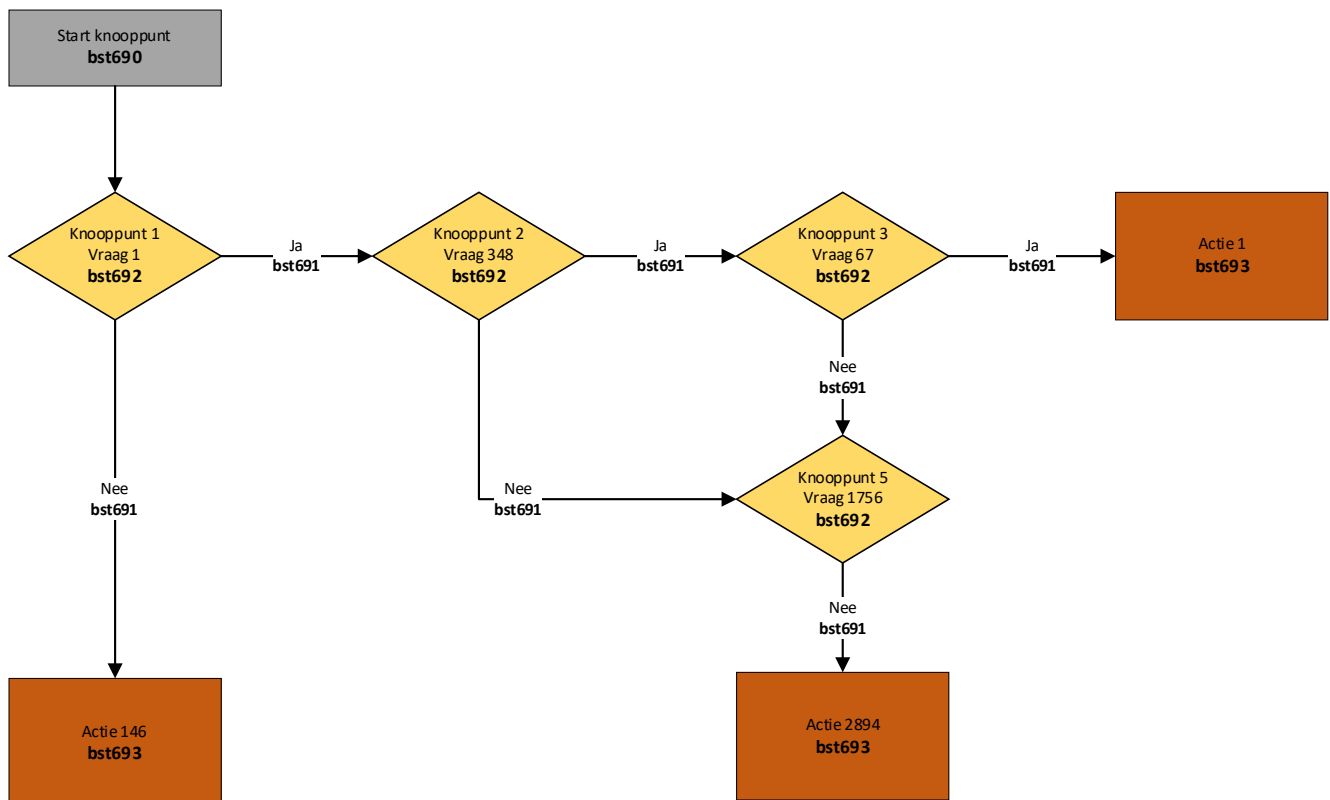 Start knooppunt
bst690
Knooppunt 1
Vraag 1
bst692
Ja
bst691
Knooppunt 2
Vraag 348
bst692
Ja
bst691
Knooppunt 3
Vraag 67
bst692
Ja
bst691
Actie 1
bst693
Nee
bst691
Nee
bst691
Nee
bst691
Knooppunt 5
Vraag 1756
bst692
Nee
bst691
Actie 146
bst693
Actie 2894
bst693